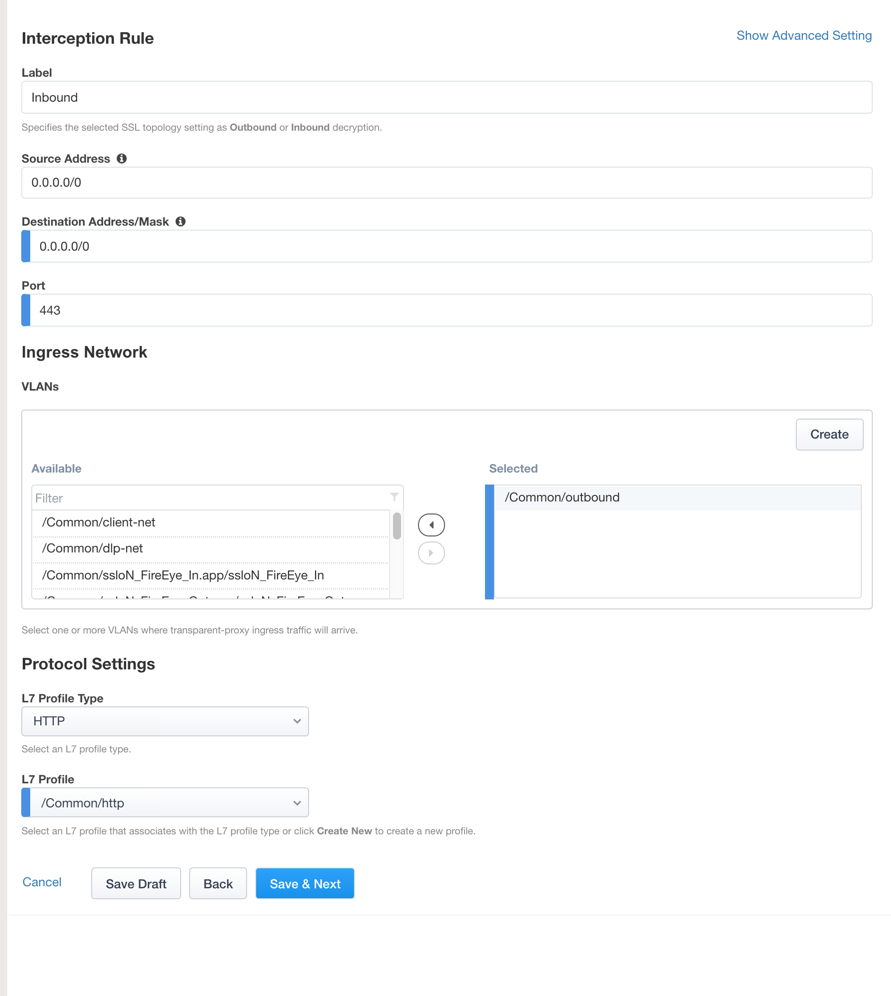 Interception Rule
Show Advanced Setting
Label
Inbound
Specifies the selected SSL topology setting as Outbound or Inbound decryption.
Source Address
0.0.0.0/0
Destination Address/Mask
0.0.0.0/0
Port
443
Ingress Network
VLANs
Create
Available
Selected
Filter
/Common/outbound
/Common/client-net
/Common/dlp-net
/Common/ssloN_FireEye_In.app/ssloN_FireEye_In
Select one or more VLANs where transparent-proxy ingress traffic will arrive.
Protocol Settings
L7 Profile Type
HTTP
Select an L7 profile type.
L7 Profile
/Common/http
Select an L7 profile that associates with the L7 profile type or click Create New to create a new profile.
Cancel
Save Draft
Back
Save & Next